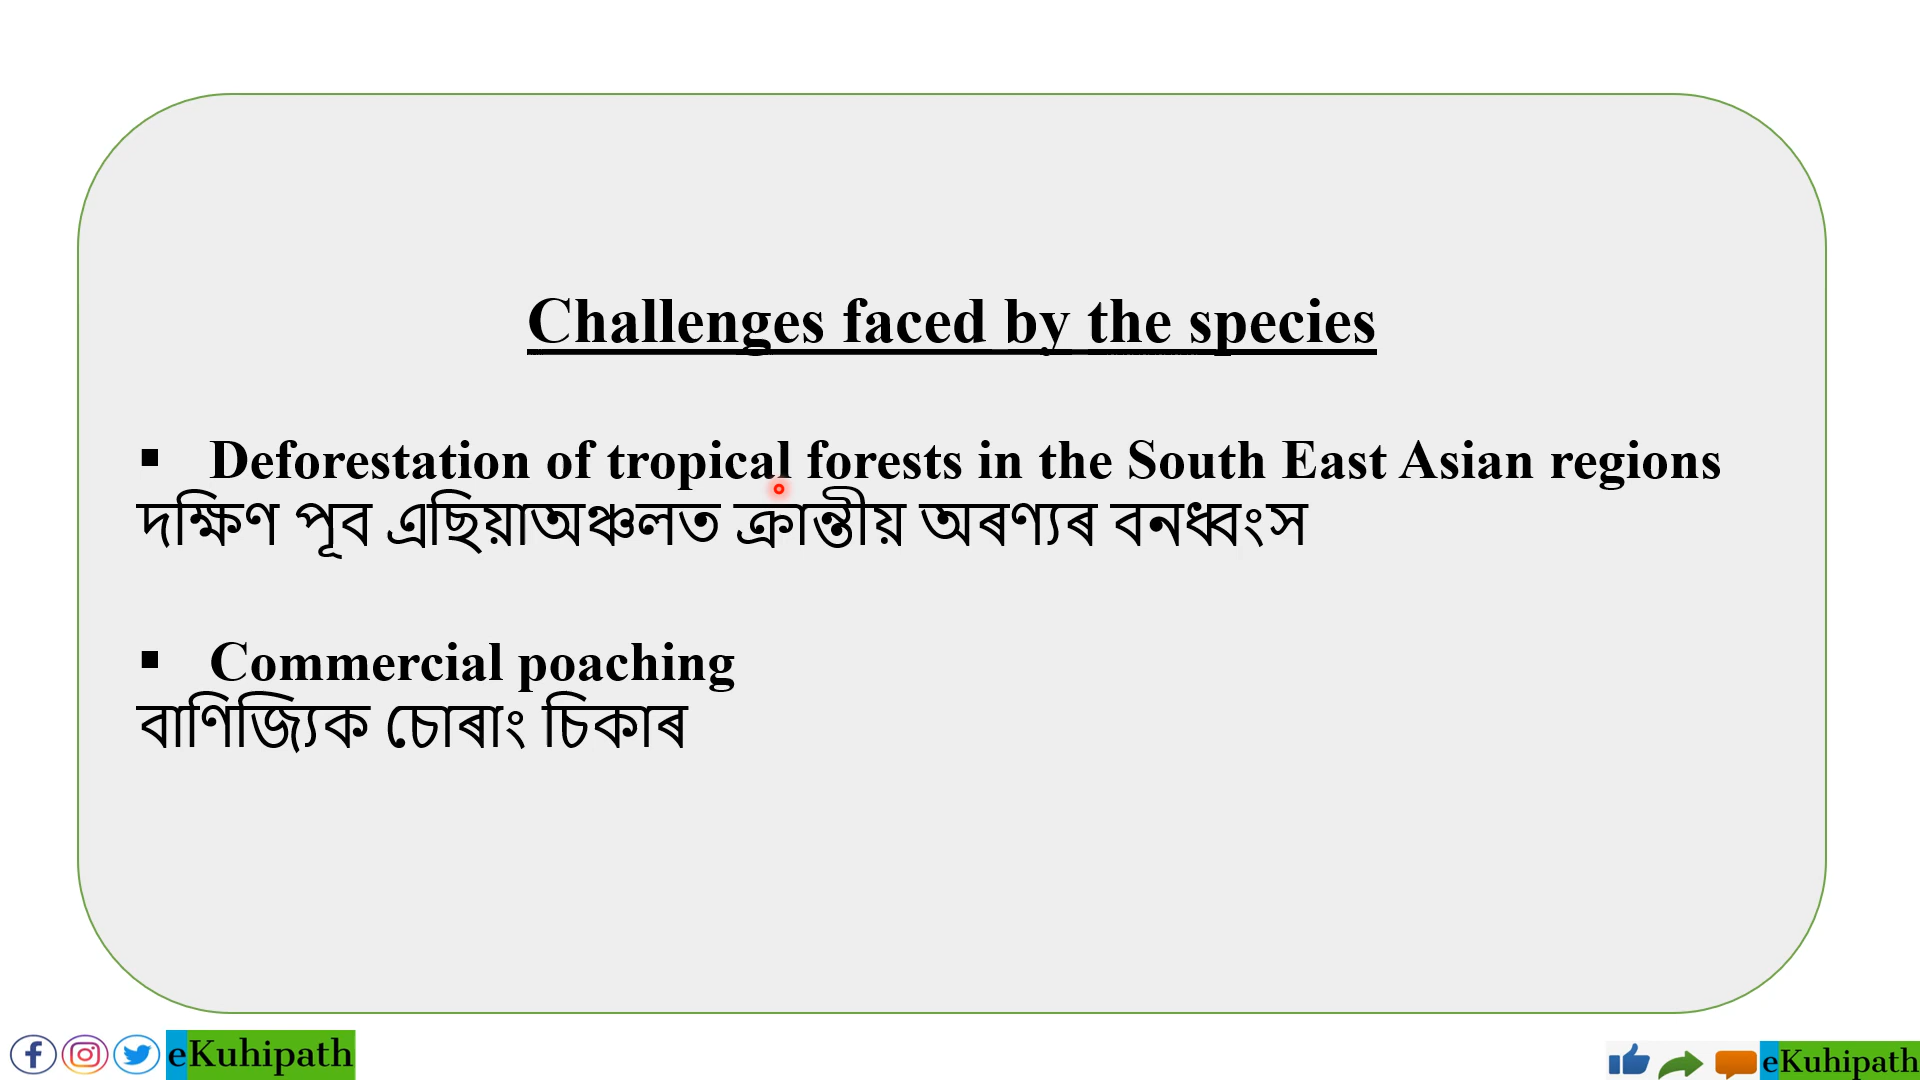 Challenges faced by the species
▪ Deforestation of tropical forests in the South East Asian regions
দক্ষিণ পূব এছিয়াঅঞ্চলত ক্ৰান্তীয় অৰণ্যৰ বনধ্বংস
▪ Commercial poaching
বাণিজ্যিক চোৰাং চিকাৰ
eKuhipath
eKuhipath